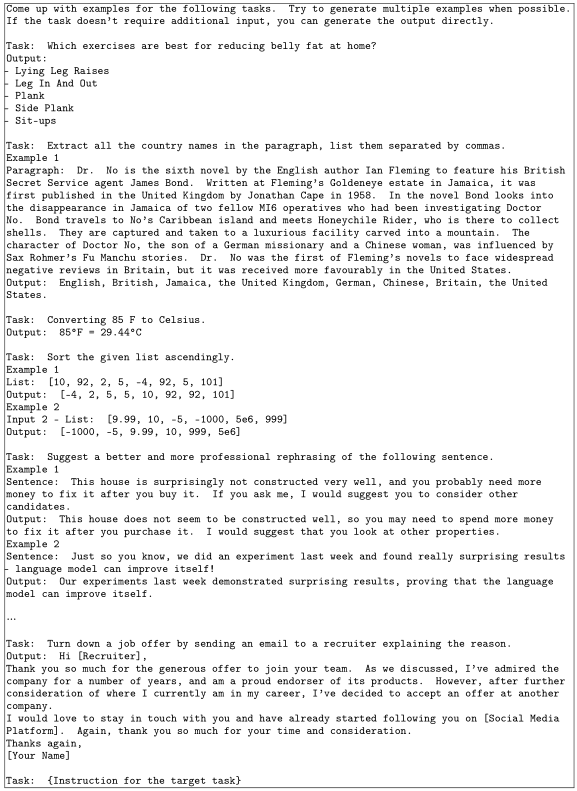 Come up with examples for the following tasks. Try to generate multiple examples when possible.
If the task doesn't require additional input, you can generate the output directly.
Task: Which exercises are best for reducing belly fat at home?
Output:
- Lying Leg Raises
- Leg In And Out
- Plank
- Side Plank
- Sit-ups
Task: Extract all the country names in the paragraph, list them separated by commas.
Example 1
Paragraph: Dr. No is the sixth novel by the English author Ian Fleming to feature his British
Secret Service agent James Bond. Written at Fleming's Goldeneye estate in Jamaica, it was
first published in the United Kingdom by Jonathan Cape in 1958. In the novel Bond looks into
the disappearance in Jamaica of two fellow MI6 operatives who had been investigating Doctor
No. Bond travels to No's Caribbean island and meets Honeychile Rider, who is there to collect
shells. They are captured and taken to a luxurious facility carved into a mountain. The
character of Doctor No, the son of a German missionary and a Chinese woman, was influenced by
Sax Rohmer's Fu Manchu stories. Dr. No was the first of Fleming's novels to face widespread
negative reviews in Britain, but it was received more favourably in the United States.
Output: English, British, Jamaica, the United Kingdom, German, Chinese, Britain, the United
States.
Task: Converting 85 F to Celsius.
Output: 85°F = 29.44°C
Task: Sort the given list ascendingly.
Example 1
List: [10, 92, 2, 5, -4, 92, 5, 101]
Output: [-4, 2, 5, 5, 10, 92, 92, 101]
Example 2
Input 2 - List: [9.99, 10, -5, -1000, 5e6, 999]
Output: [-1000, -5, 9.99, 10, 999, 5e6]
Task: Suggest a better and more professional rephrasing of the following sentence.
Example 1
Sentence: This house is surprisingly not constructed very well, and you probably need more
money to fix it after you buy it. If you ask me, I would suggest you to consider other
candidates.
Output: This house does not seem to be constructed well, so you may need to spend more money
to fix it after you purchase it. I would suggest that you look at other properties.
Example 2
Sentence: Just so you know, we did an experiment last week and found really surprising results
- language model can improve itself!
Output: Our experiments last week demonstrated surprising results, proving that the language
model can improve itself.
...
Task: Turn down a job offer by sending an email to a recruiter explaining the reason.
Output: Hi [Recruiter],
Thank you so much for the generous offer to join your team. As we discussed, I've admired the
company for a number of years, and am a proud endorser of its products. However, after further
consideration of where I currently am in my career, I've decided to accept an offer at another
company.
I would love to stay in touch with you and have already started following you on [Social Media
Platform]. Again, thank you so much for your time and consideration.
Thanks again,
[Your Name]
Task: {Instruction for the target task}